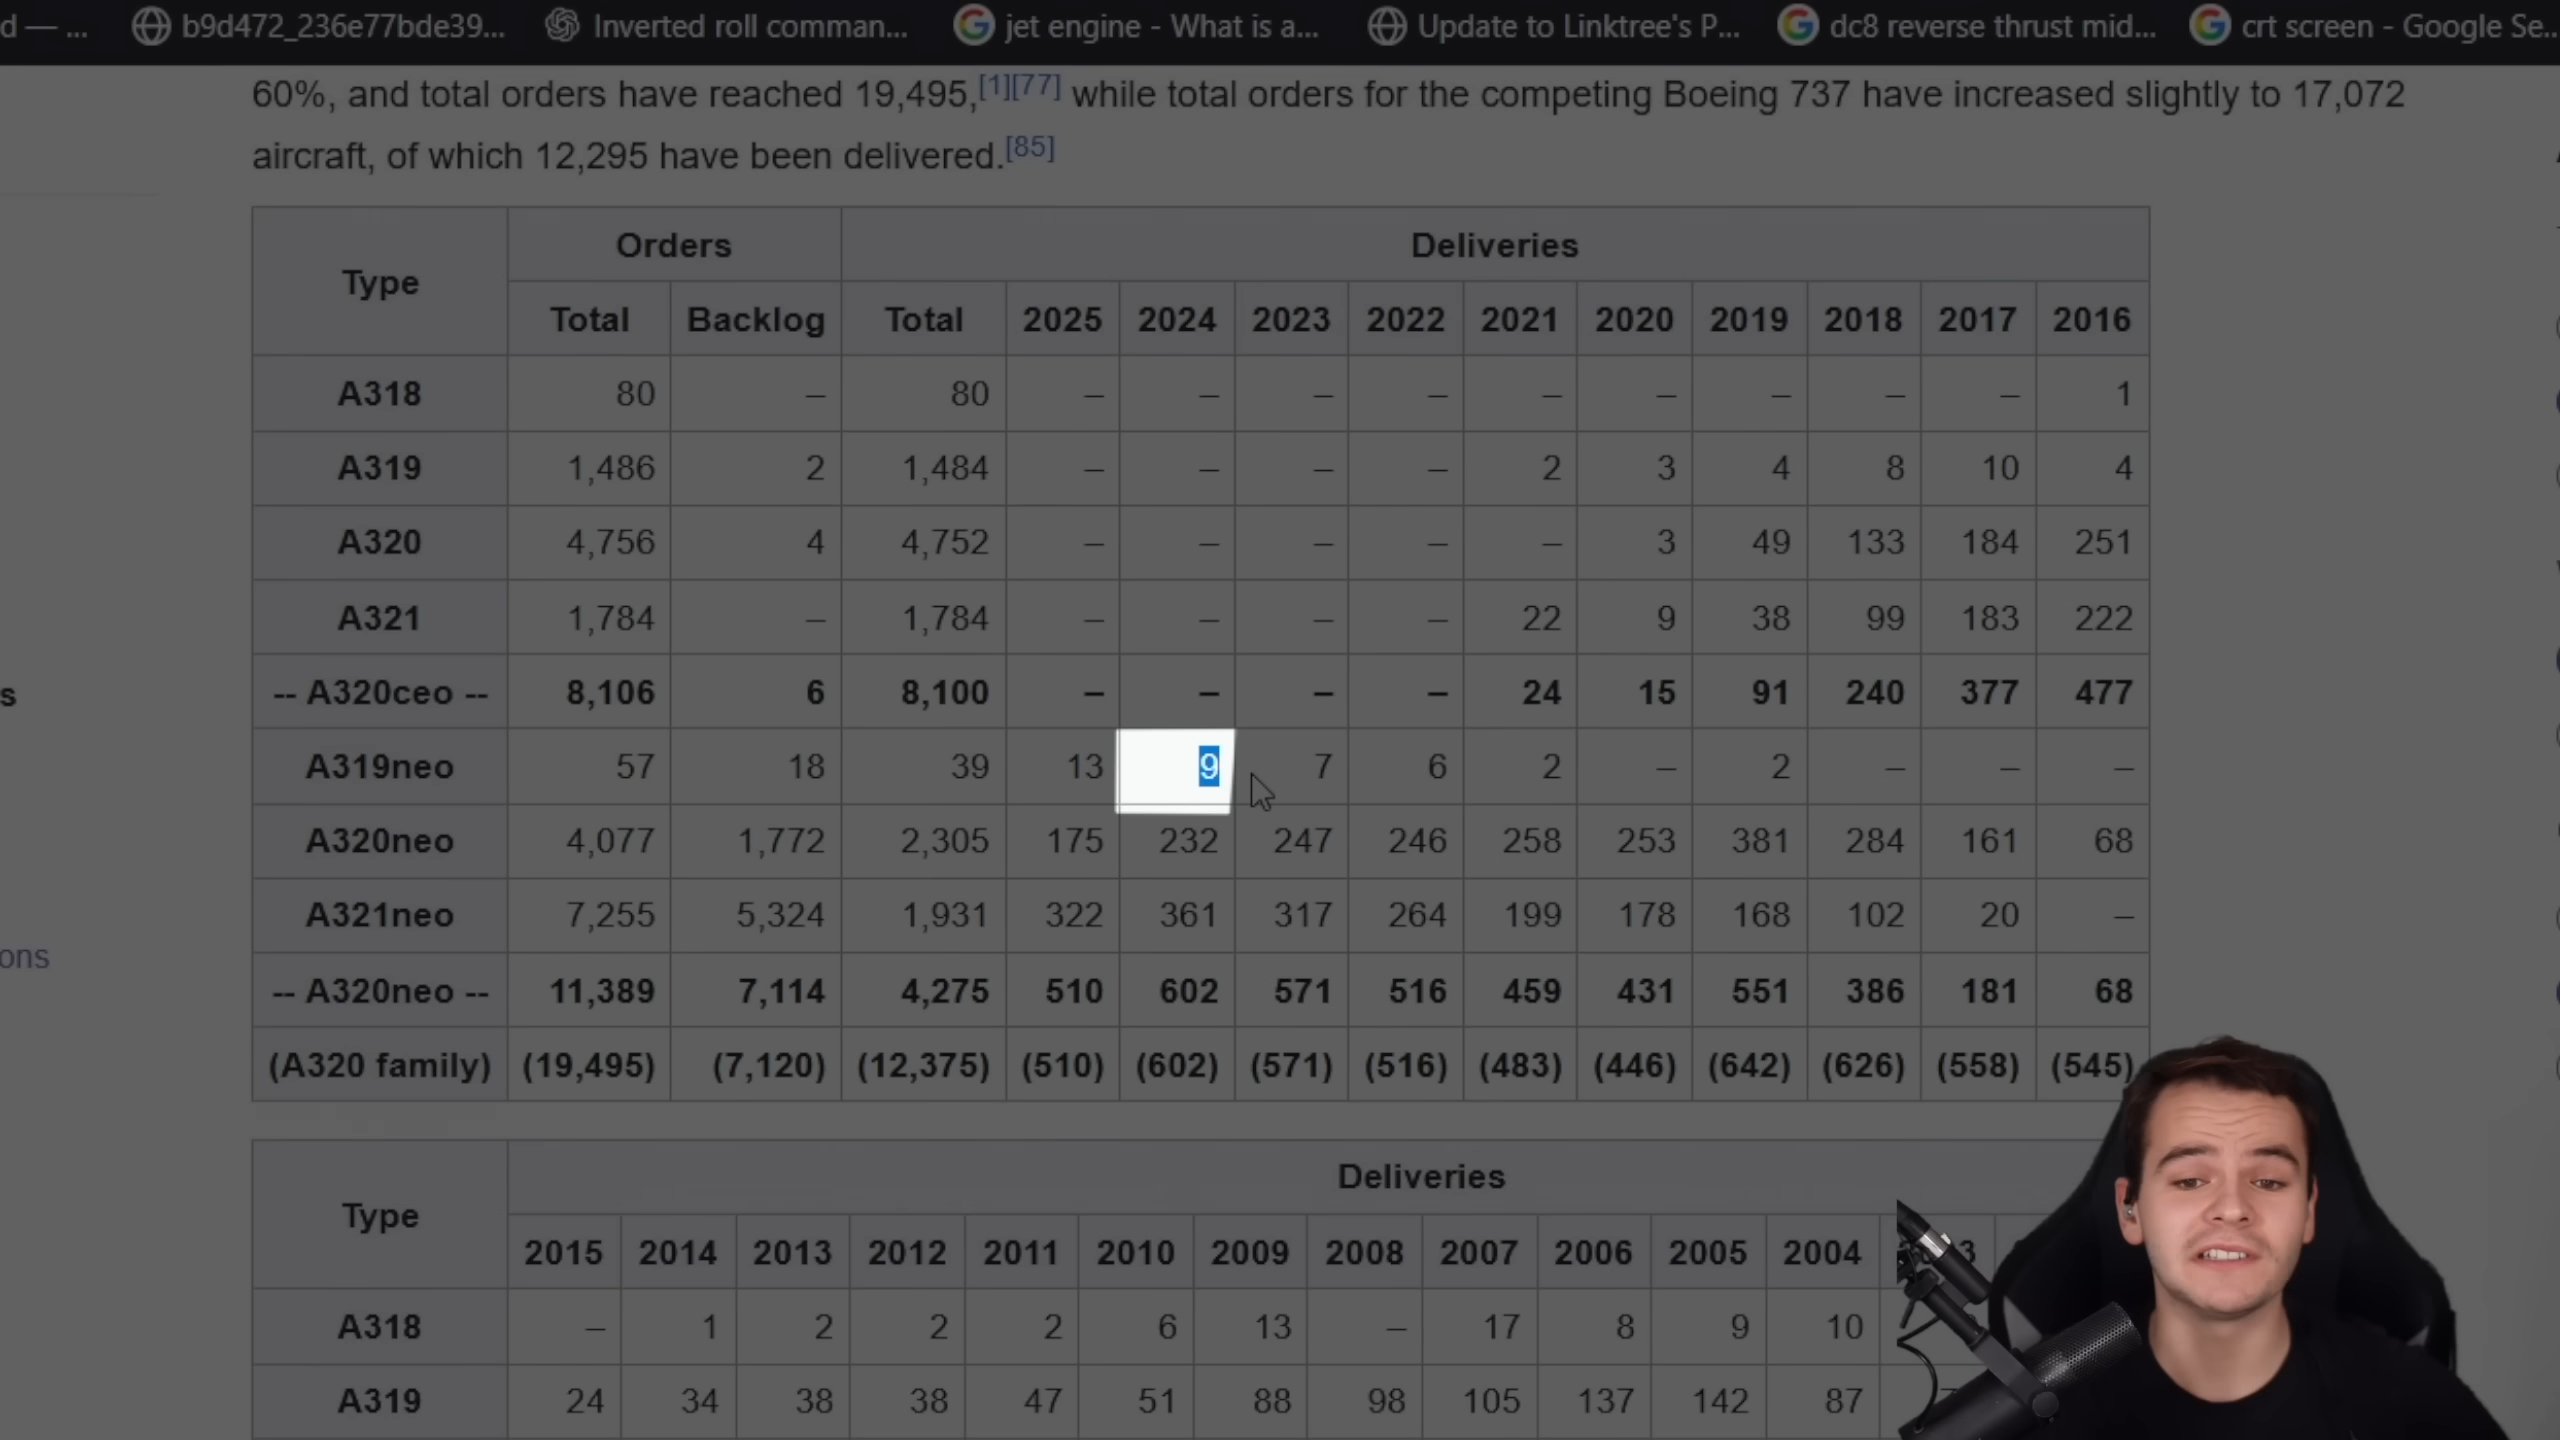 d — ... b9d472_236e77bde39... Inverted roll comman... jet engine - What is a... Update to Linktree's P... dc8 reverse thrust mid... crt screen - Google Se...
60%, and total orders have reached 19,495,[1][77] while total orders for the competing Boeing 737 have increased slightly to 17,072
aircraft, of which 12,295 have been delivered.[85]
Type Orders Deliveries
Total Backlog Total 2025 2024 2023 2022 2021 2020 2019 2018 2017 2016
A318 80 – 80 – – – – – – – – – 1
A319 1,486 2 1,484 – – – – 2 3 4 8 10 4
A320 4,756 4 4,752 – – – – – 3 49 133 184 251
A321 1,784 – 1,784 – – – – 22 9 38 99 183 222
s -- A320ceo -- 8,106 6 8,100 – – – – 24 15 91 240 377 477
A319neo 57 18 39 13 9 7 6 2 – 2 – – –
A320neo 4,077 1,772 2,305 175 232 247 246 258 253 381 284 161 68
A321neo 7,255 5,324 1,931 322 361 317 264 199 178 168 102 20 –
ons
-- A320neo -- 11,389 7,114 4,275 510 602 571 516 459 431 551 386 181 68
(A320 family) (19,495) (7,120) (12,375) (510) (602) (571) (516) (483) (446) (642) (626) (558) (545)
Type Deliveries
2015 2014 2013 2012 2011 2010 2009 2008 2007 2006 2005 2004
A318 – 1 2 2 2 6 13 – 17 8 9 10
A319 24 34 38 38 47 51 88 98 105 137 142 87